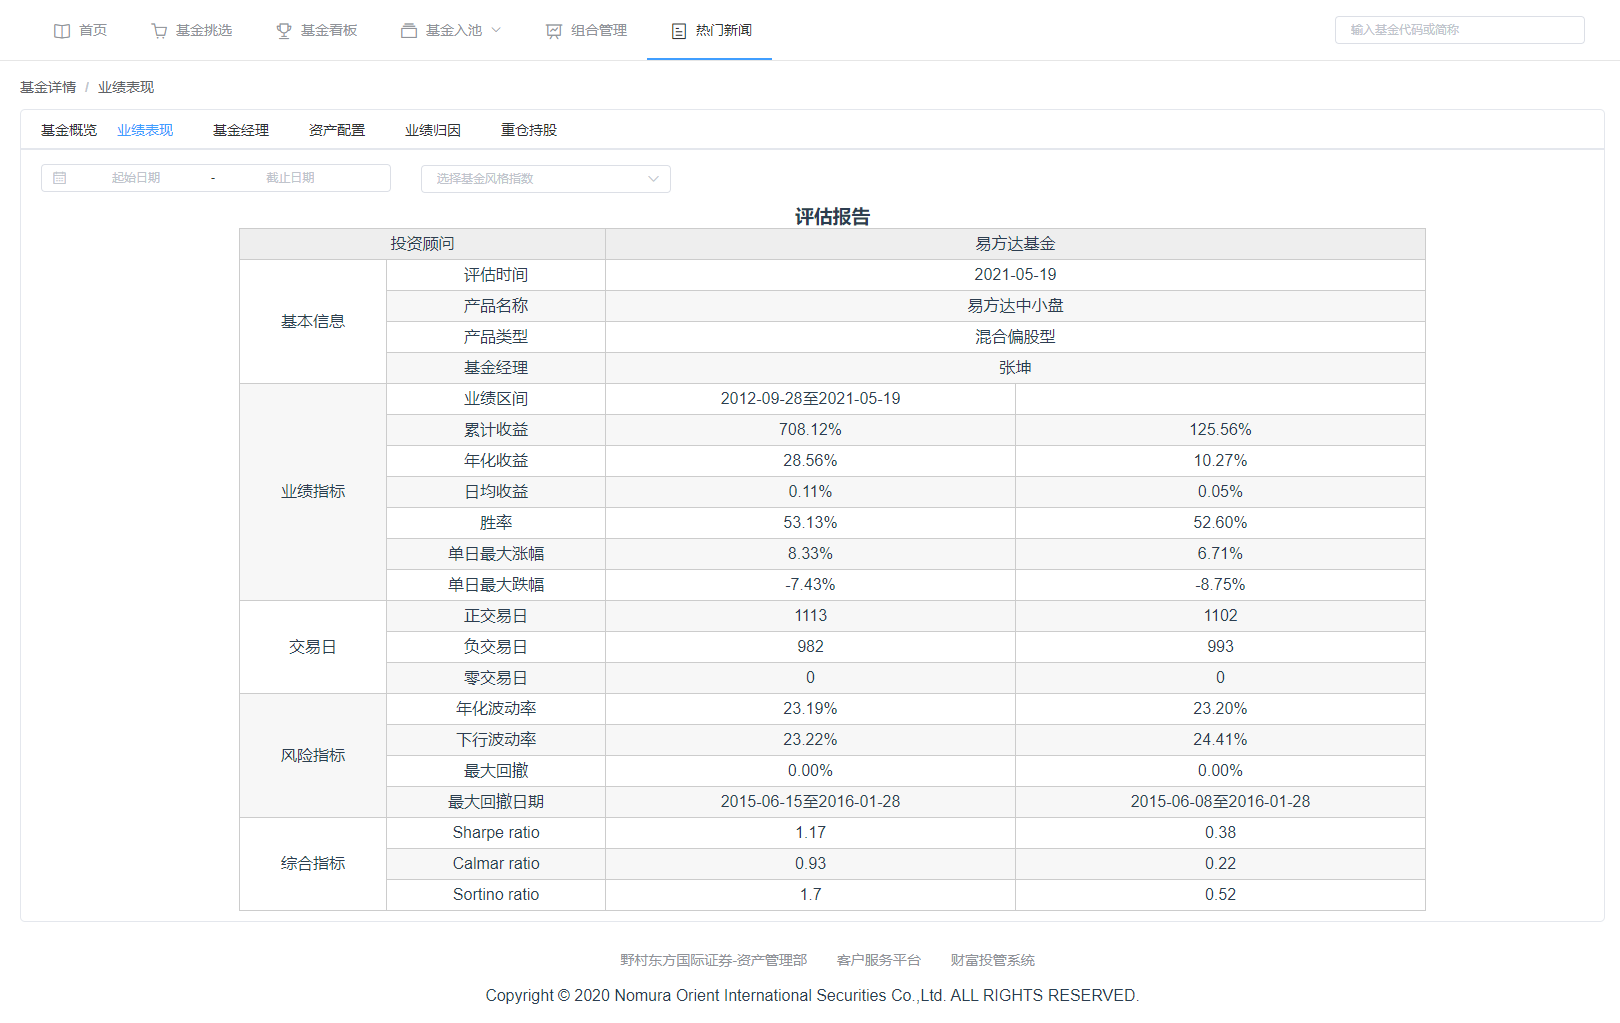 首页 基金挑选 基金看板 基金入池 组合管理 热门新闻 输入基金代码或简称
基金详情 / 业绩表现
基金概览 业绩表现 基金经理 资产配置 业绩归因 重仓持股
起始日期 - 截止日期 选择基金风格指数
评估报告
投资顾问 易方达基金
基本信息
评估时间 2021-05-19
产品名称 易方达中小盘
产品类型 混合偏股型
基金经理 张坤
业绩指标
业绩区间 2012-09-28至2021-05-19
累计收益 708.12% 125.56%
年化收益 28.56% 10.27%
日均收益 0.11% 0.05%
胜率 53.13% 52.60%
单日最大涨幅 8.33% 6.71%
单日最大跌幅 -7.43% -8.75%
交易日
正交易日 1113 1102
负交易日 982 993
零交易日 0 0
风险指标
年化波动率 23.19% 23.20%
下行波动率 23.22% 24.41%
最大回撤 0.00% 0.00%
最大回撤日期 2015-06-15至2016-01-28 2015-06-08至2016-01-28
综合指标
Sharpe ratio 1.17 0.38
Calmar ratio 0.93 0.22
Sortino ratio 1.7 0.52
野村东方国际证券-资产管理部 客户服务平台 财富投管系统
Copyright © 2020 Nomura Orient International Securities Co.,Ltd. ALL RIGHTS RESERVED.